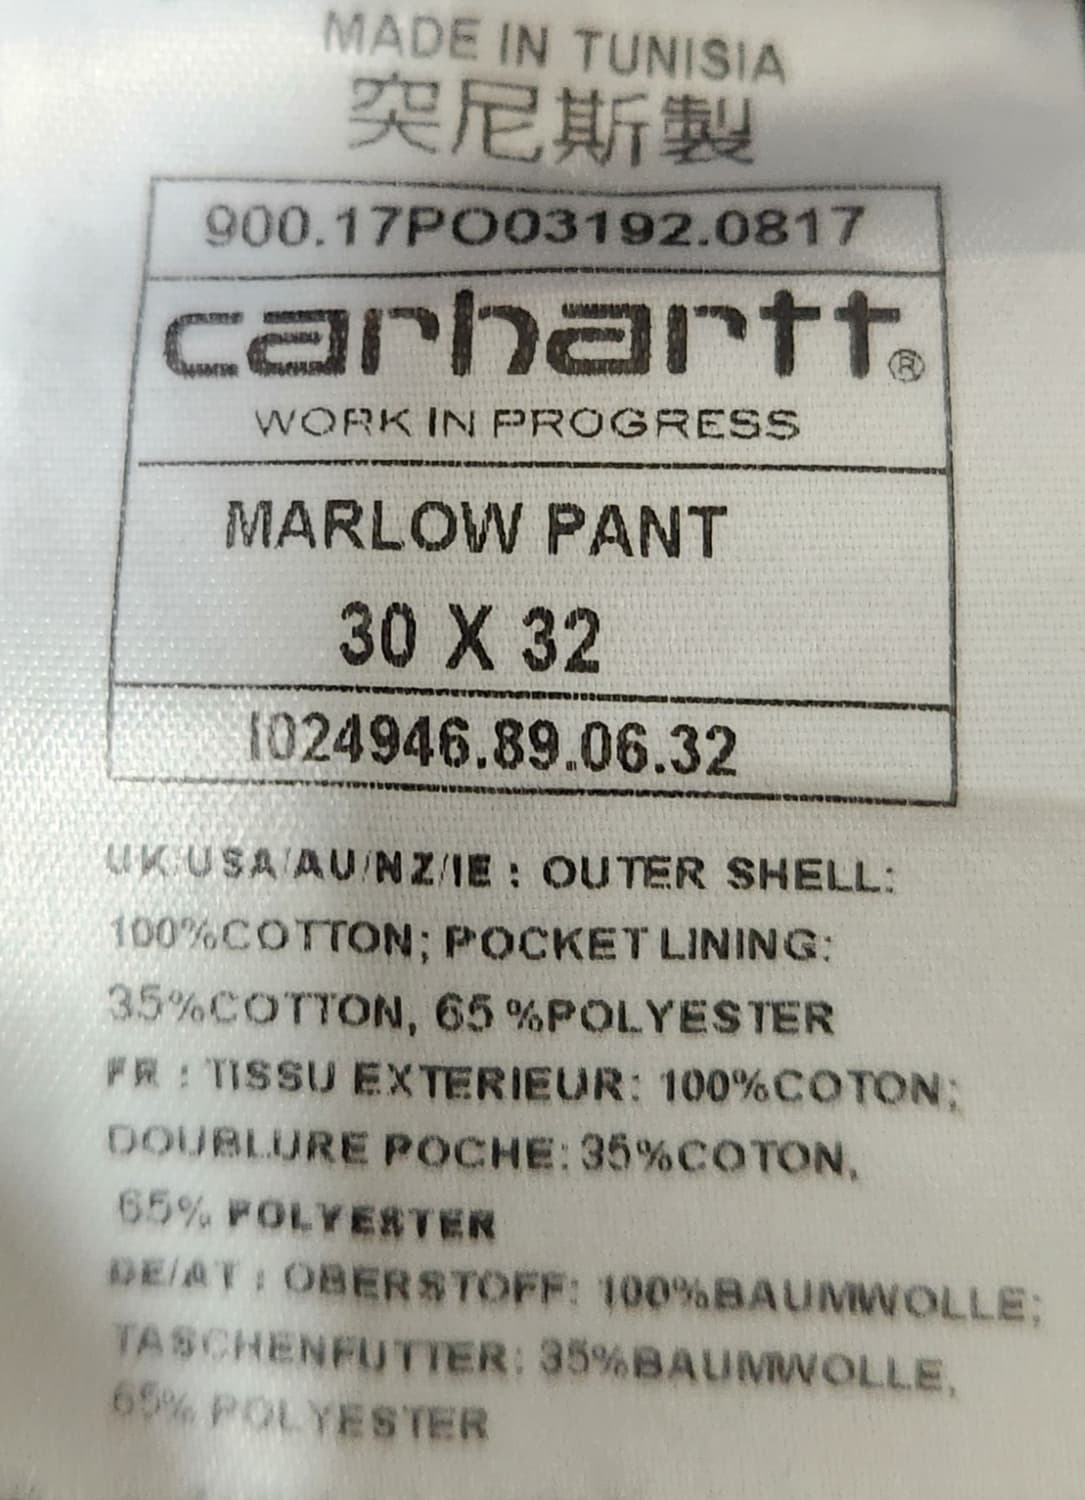 MADE IN TUNISIA
突尼斯製
900.17PO03192.0817
carhartt®
WORK IN PROGRESS
MARLOW PANT
30 X 32
I024946.89.06.32
UK/USA/AU/NZ/IE : OUTER SHELL:
100%COTTON; POCKET LINING:
35%COTTON, 65%POLYESTER
FR : TISSU EXTERIEUR: 100%COTON;
DOUBLURE POCHE: 35%COTON,
65% POLYESTER
DE/AT : OBERSTOFF: 100%BAUMWOLLE;
TASCHENFUTTER: 35%BAUMWOLLE,
65% POLYESTER